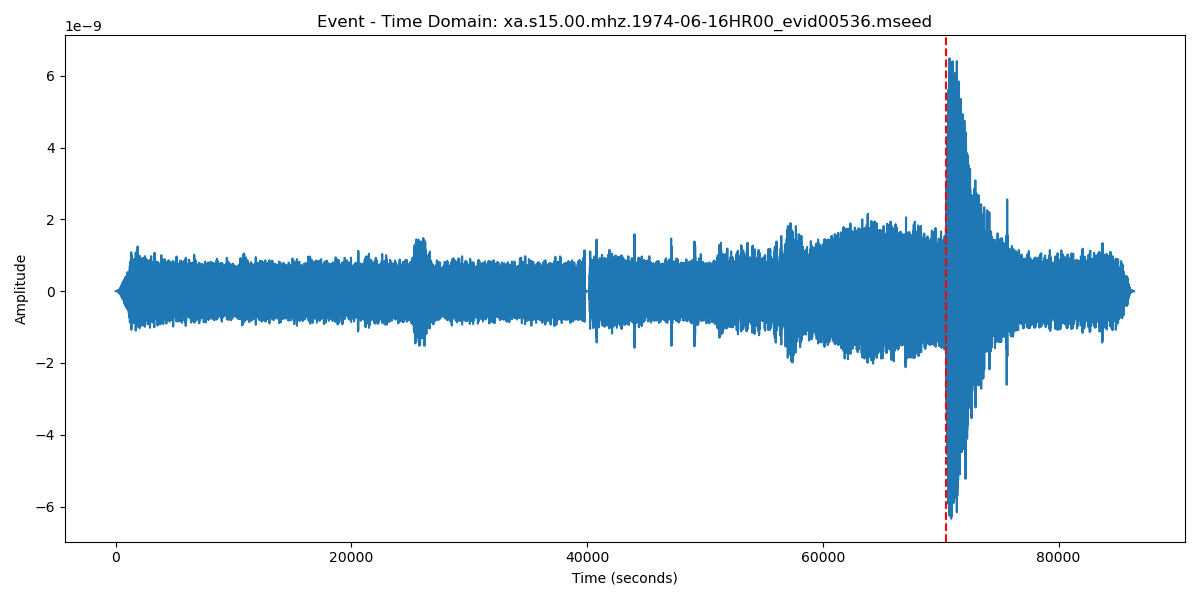 Event - Time Domain: xa.s15.00.mhz.1974-06-16HR00_evid00536.mseed
1e−9
6
4
2
0
−2
−4
−6
Amplitude
0 20000 40000 60000 80000
Time (seconds)